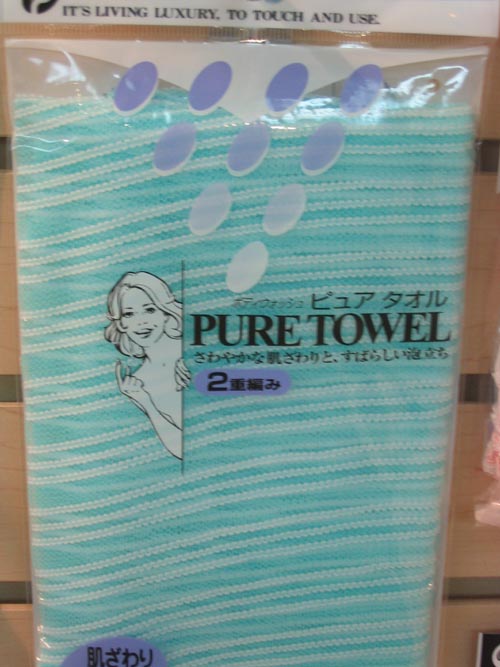 IT'S LIVING LUXURY, TO TOUCH AND USE.
ボディウォッシュ ピュア タオル
PURE TOWEL
さわやかな肌ざわりと、すばらしい泡立ち
2重編み
肌ざわり